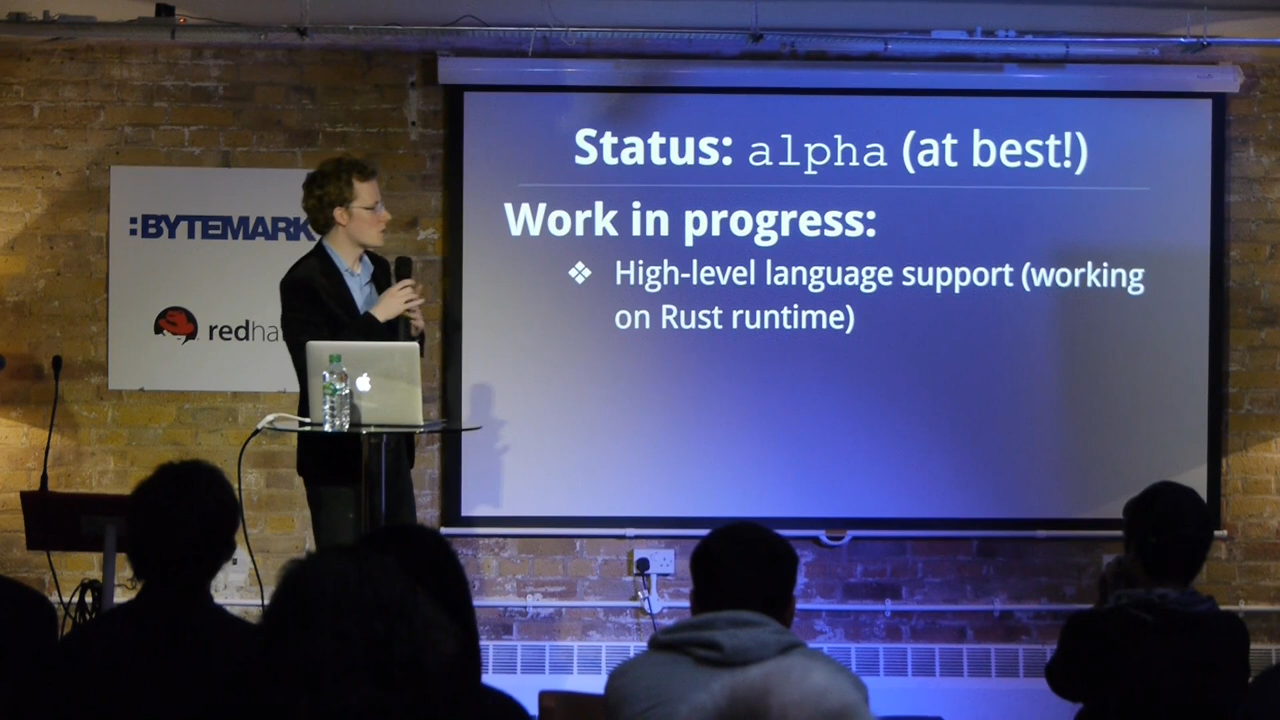 Status: alpha (at best!)
Work in progress:
❖ High-level language support (working
on Rust runtime)
:BYTEMARK
redha